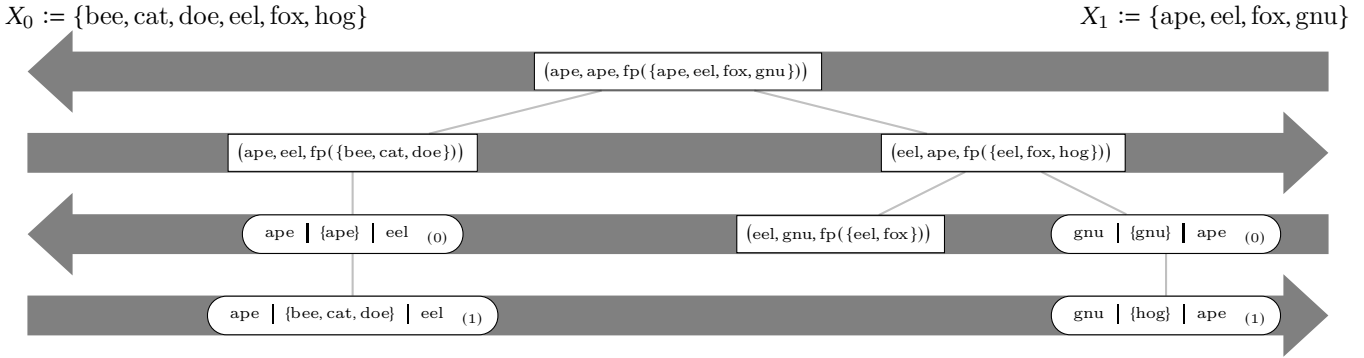 X₀ := {bee, cat, doe, eel, fox, hog} X₁ := {ape, eel, fox, gnu}
(ape, ape, fp({ape, eel, fox, gnu}))
(ape, eel, fp({bee, cat, doe})) (eel, ape, fp({eel, fox, hog}))
ape | {ape} | eel (0) (eel, gnu, fp({eel, fox})) gnu | {gnu} | ape (0)
ape | {bee, cat, doe} | eel (1) gnu | {hog} | ape (1)